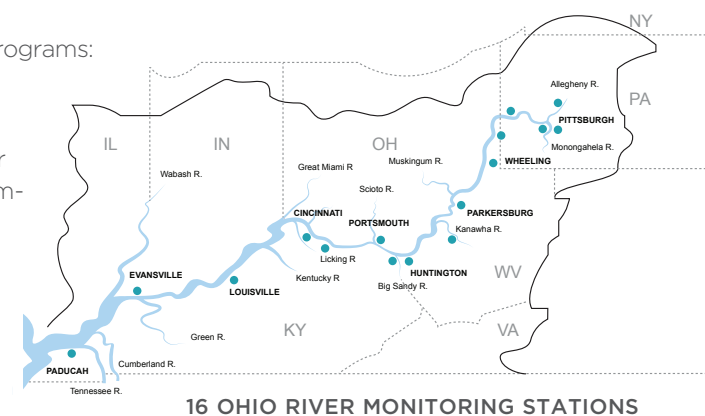 rograms:
r
m-
NY
Allegheny R.
PA
PITTSBURGH
IL
IN
OH
Monongahela R.
Muskingum R.
WHEELING
Great Miami R
Wabash R.
Scioto R.
CINCINNATI
PORTSMOUTH
PARKERSBURG
Kanawha R.
Licking R
Kentucky R
HUNTINGTON
WV
EVANSVILLE
LOUISVILLE
Big Sandy R.
Green R.
KY
VA
Cumberland R.
PADUCAH
Tennessee R.
16 OHIO RIVER MONITORING STATIONS